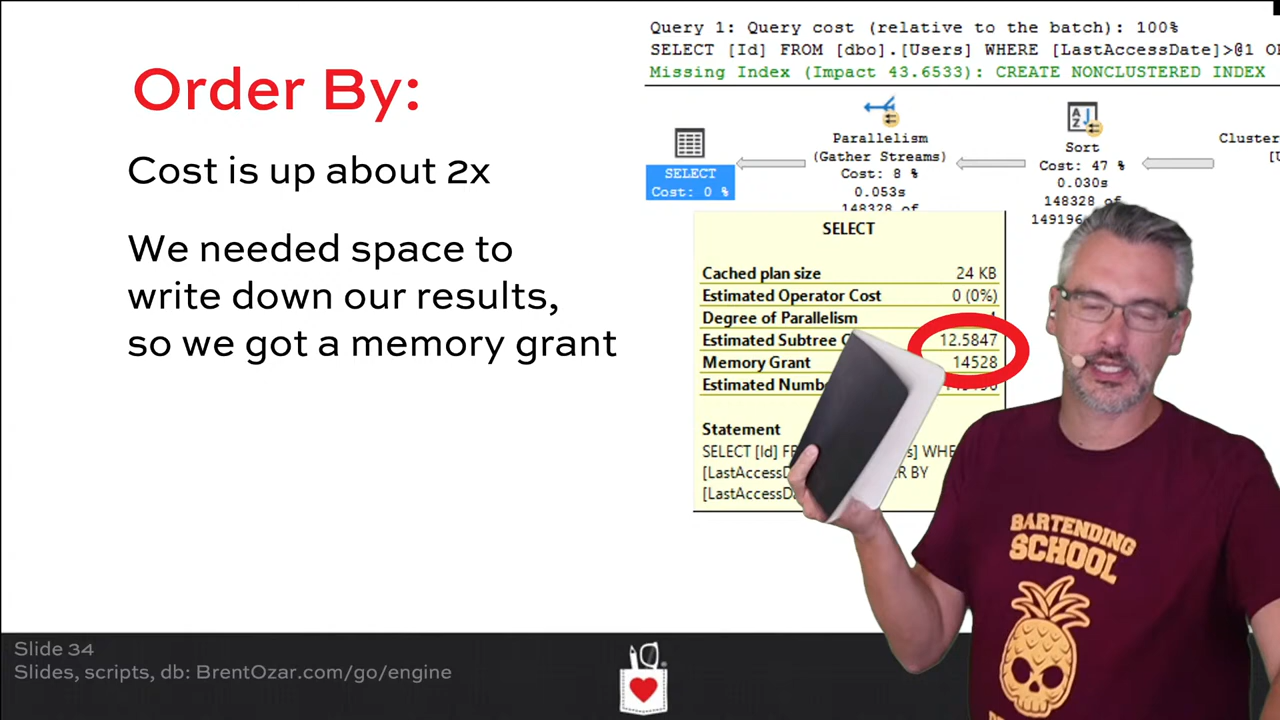 Order By:
Cost is up about 2x
We needed space to
write down our results,
so we got a memory grant
Query 1: Query cost (relative to the batch): 100%
SELECT [Id] FROM [dbo].[Users] WHERE [LastAccessDate]>@1
Missing Index (Impact 43.6533): CREATE NONCLUSTERED INDEX
SELECT
Cost: 0 %
Parallelism
(Gather Streams)
Cost: 8 %
0.053s
148328 of
Sort
Cost: 47 %
0.030s
148328 of
SELECT
Cached plan size 24 KB
Estimated Operator Cost 0 (0%)
Degree of Parallelism
Estimated Subtree 12.5847
Memory Grant 14528
Estimated
Statement
SELECT [Id]
BY
BARTENDING
SCHOOL
Slide 34
Slides, scripts, db: BrentOzar.com/go/engine